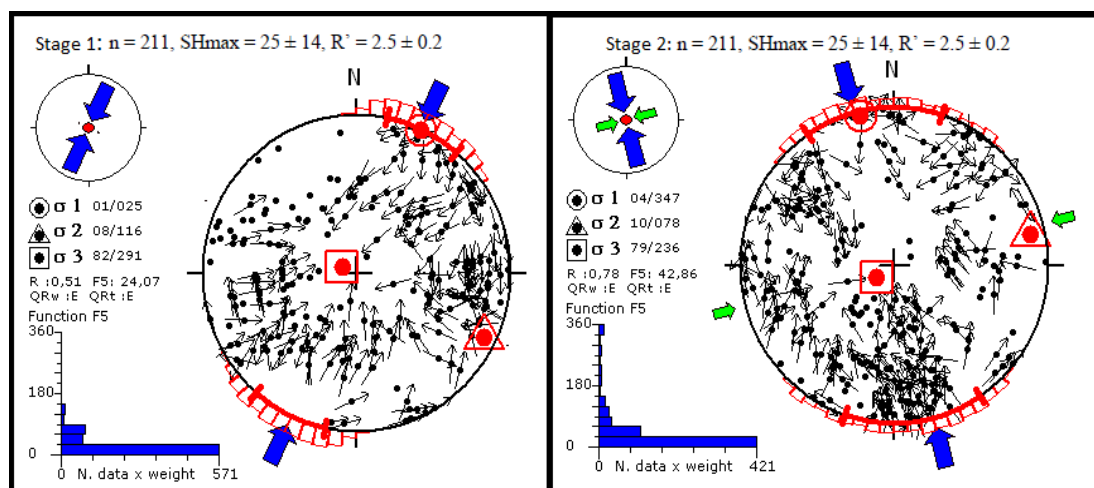 Stage 1: n = 211, SHmax = 25 ± 14, R’ = 2.5 ± 0.2
N
σ 1 01/025
σ 2 08/116
σ 3 82/291
R :0,51 F5: 24,07
QRw :E QRt :E
Function F5
360
180
0
0 N. data x weight 571
Stage 2: n = 211, SHmax = 25 ± 14, R’ = 2.5 ± 0.2
N
σ 1 04/347
σ 2 10/078
σ 3 79/236
R :0,78 F5: 42,86
QRw :E QRt :E
Function F5
360
180
0
0 N. data x weight 421